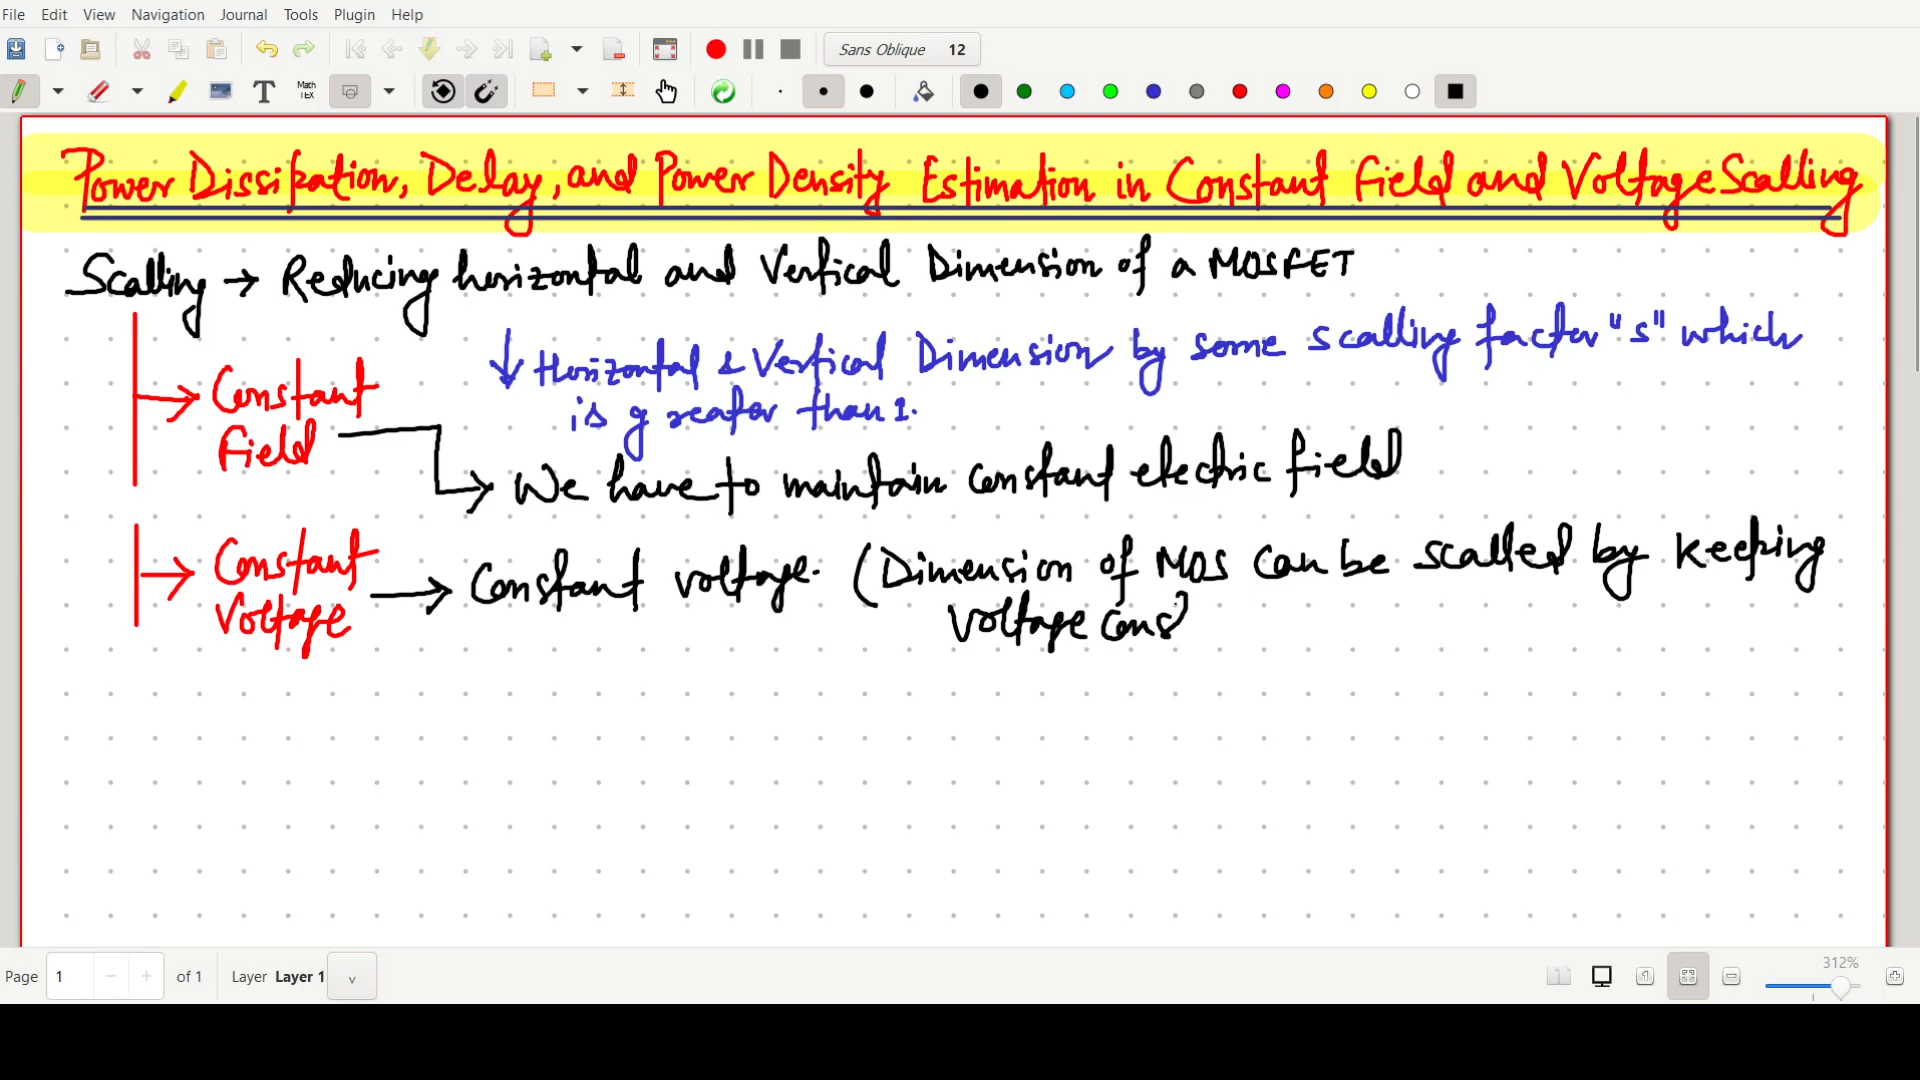 File Edit View Navigation Journal Tools Plugin Help
Sans Oblique 12
Math TEX
Power Dissipation, Delay, and Power Density Estimation in Constant Field and Voltage Scalling
Scalling → Reducing horizontal and Vertical Dimension of a MOSFET
↓ Horizontal & Vertical Dimension by some scalling factor "s" which
is greater than 1.
Constant
Field
→ We have to maintain constant electric field
Constant
Voltage
→ Constant voltage. (Dimension of MOS can be scalled by keeping
Voltage cons)
Page 1 of 1 Layer Layer 1 312%